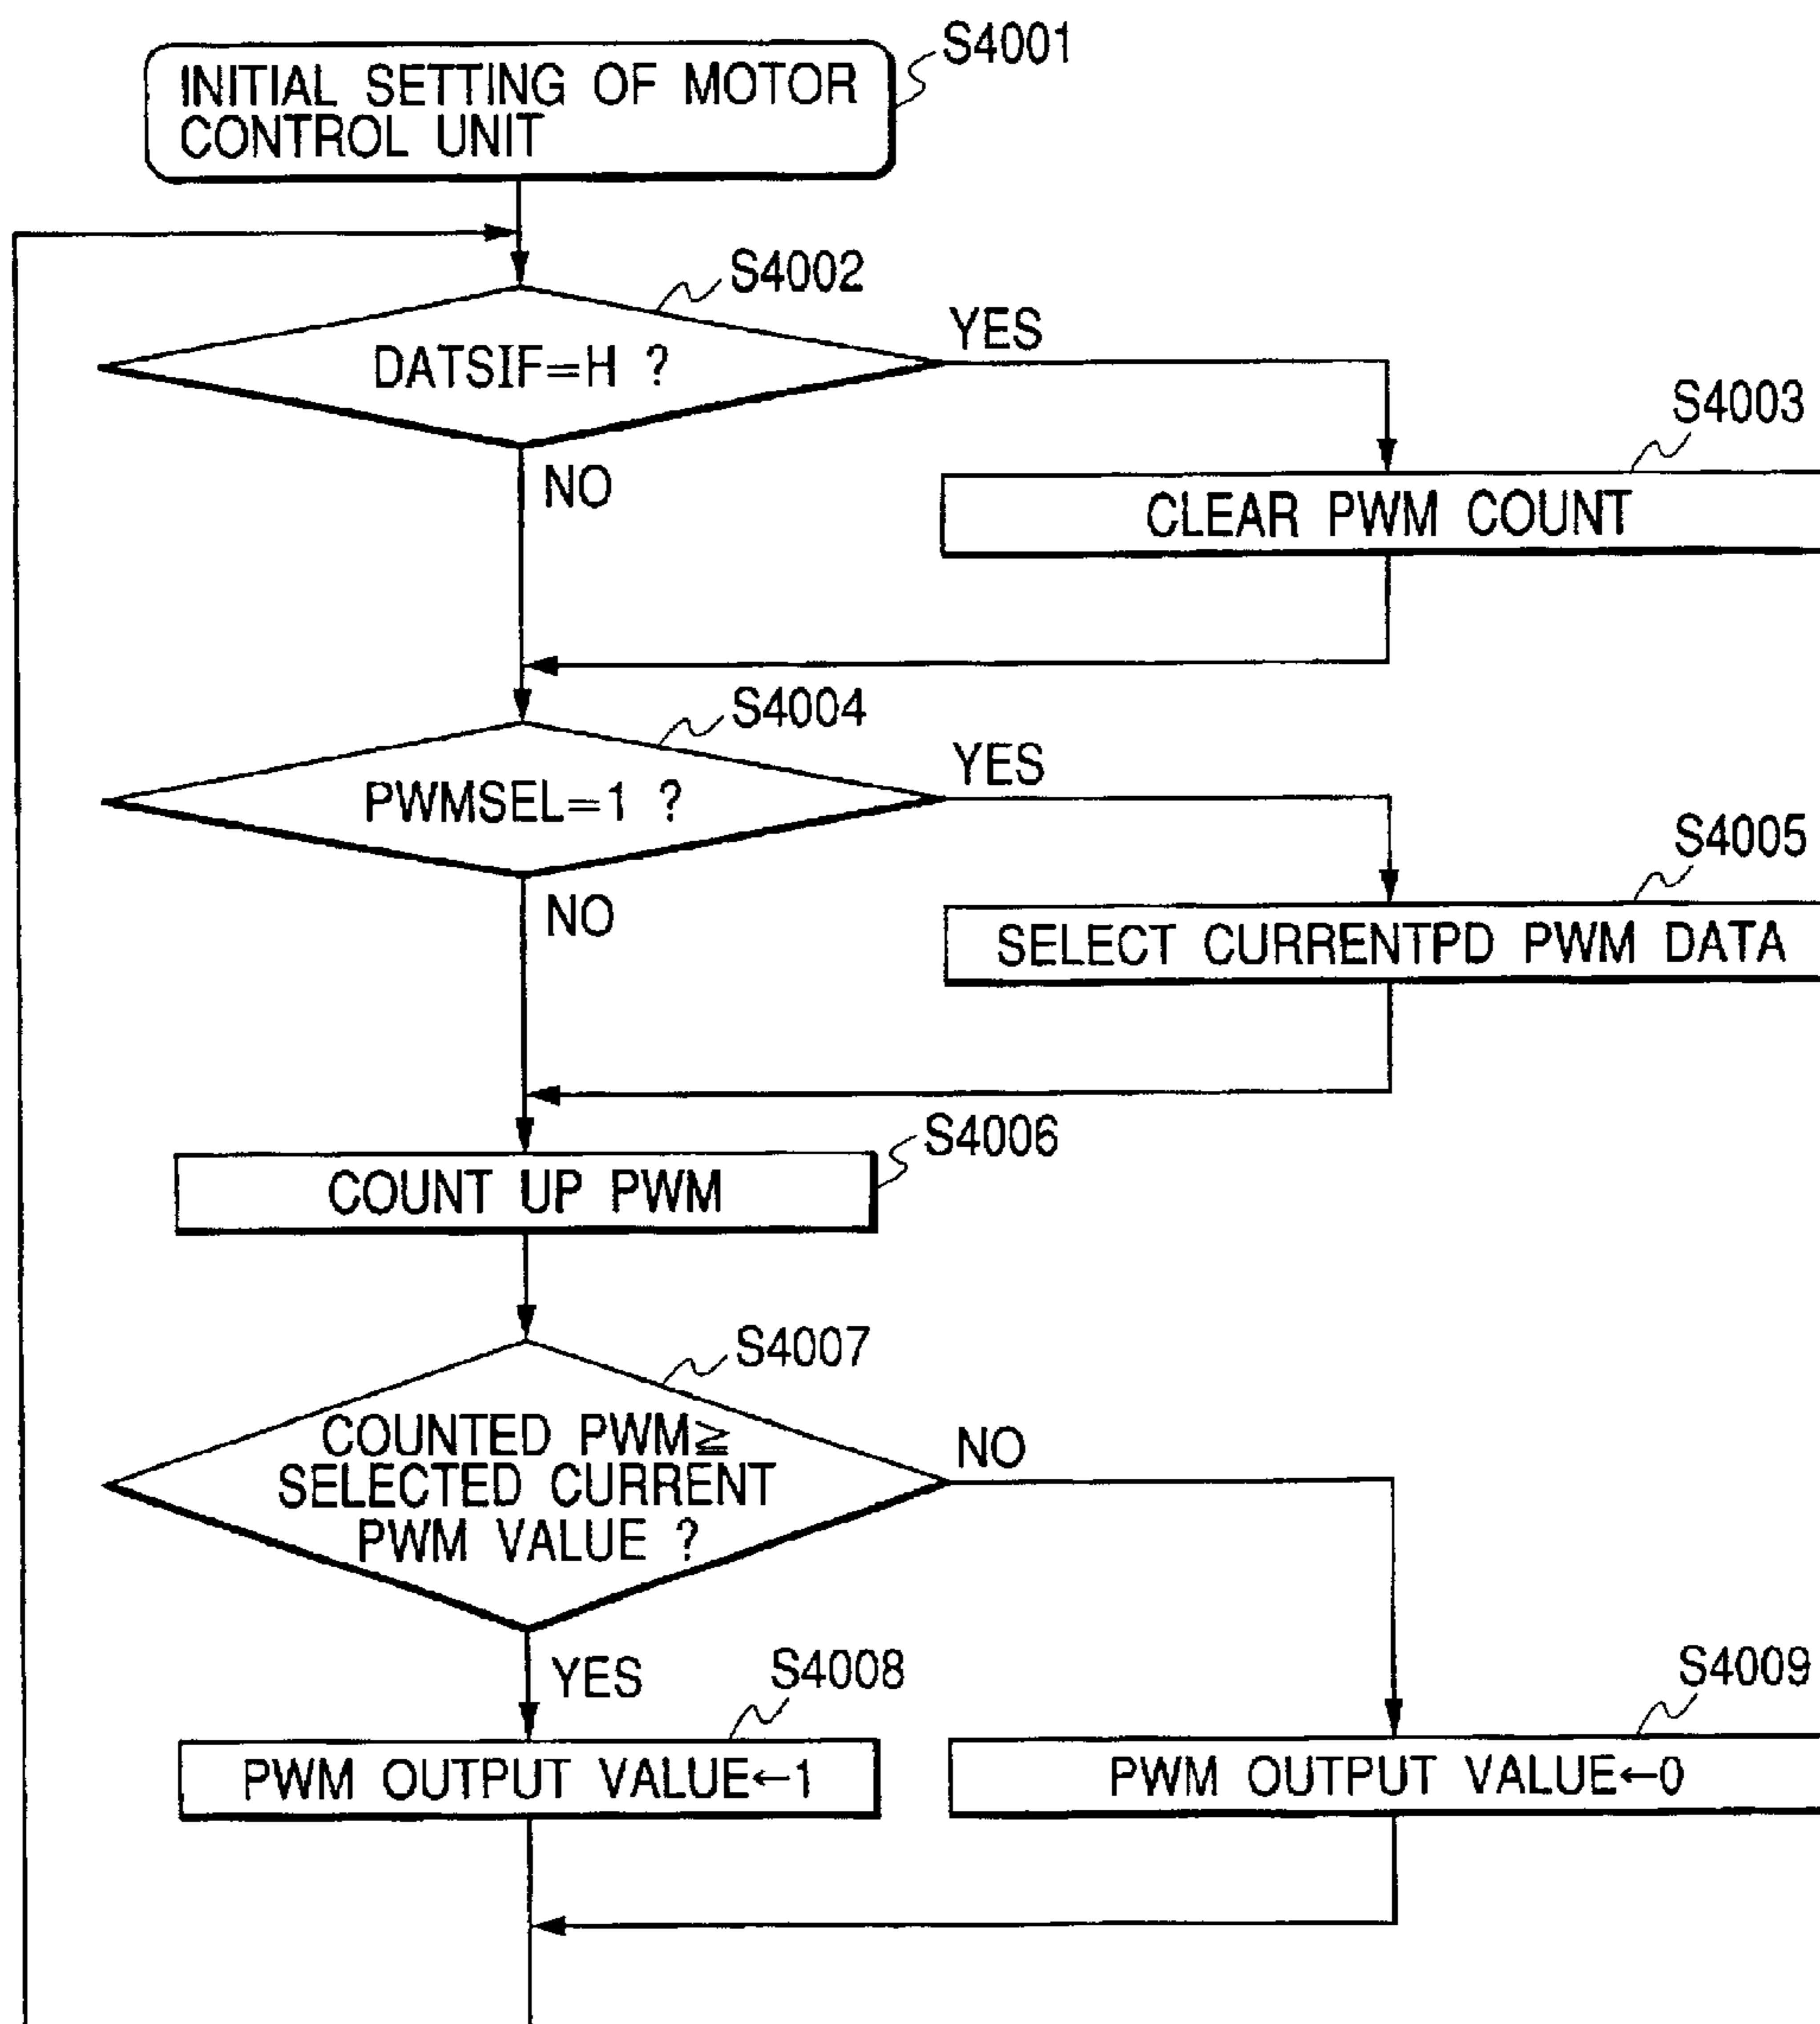 S4001
INITIAL SETTING OF MOTOR
CONTROL UNIT
S4002
DATSIF=H ?
YES
NO
S4003
CLEAR PWM COUNT
S4004
PWMSEL=1 ?
YES
NO
S4005
SELECT CURRENTPD PWM DATA
S4006
COUNT UP PWM
S4007
COUNTED PWM≧
SELECTED CURRENT
PWM VALUE ?
NO
YES
S4008
PWM OUTPUT VALUE←1
S4009
PWM OUTPUT VALUE←0